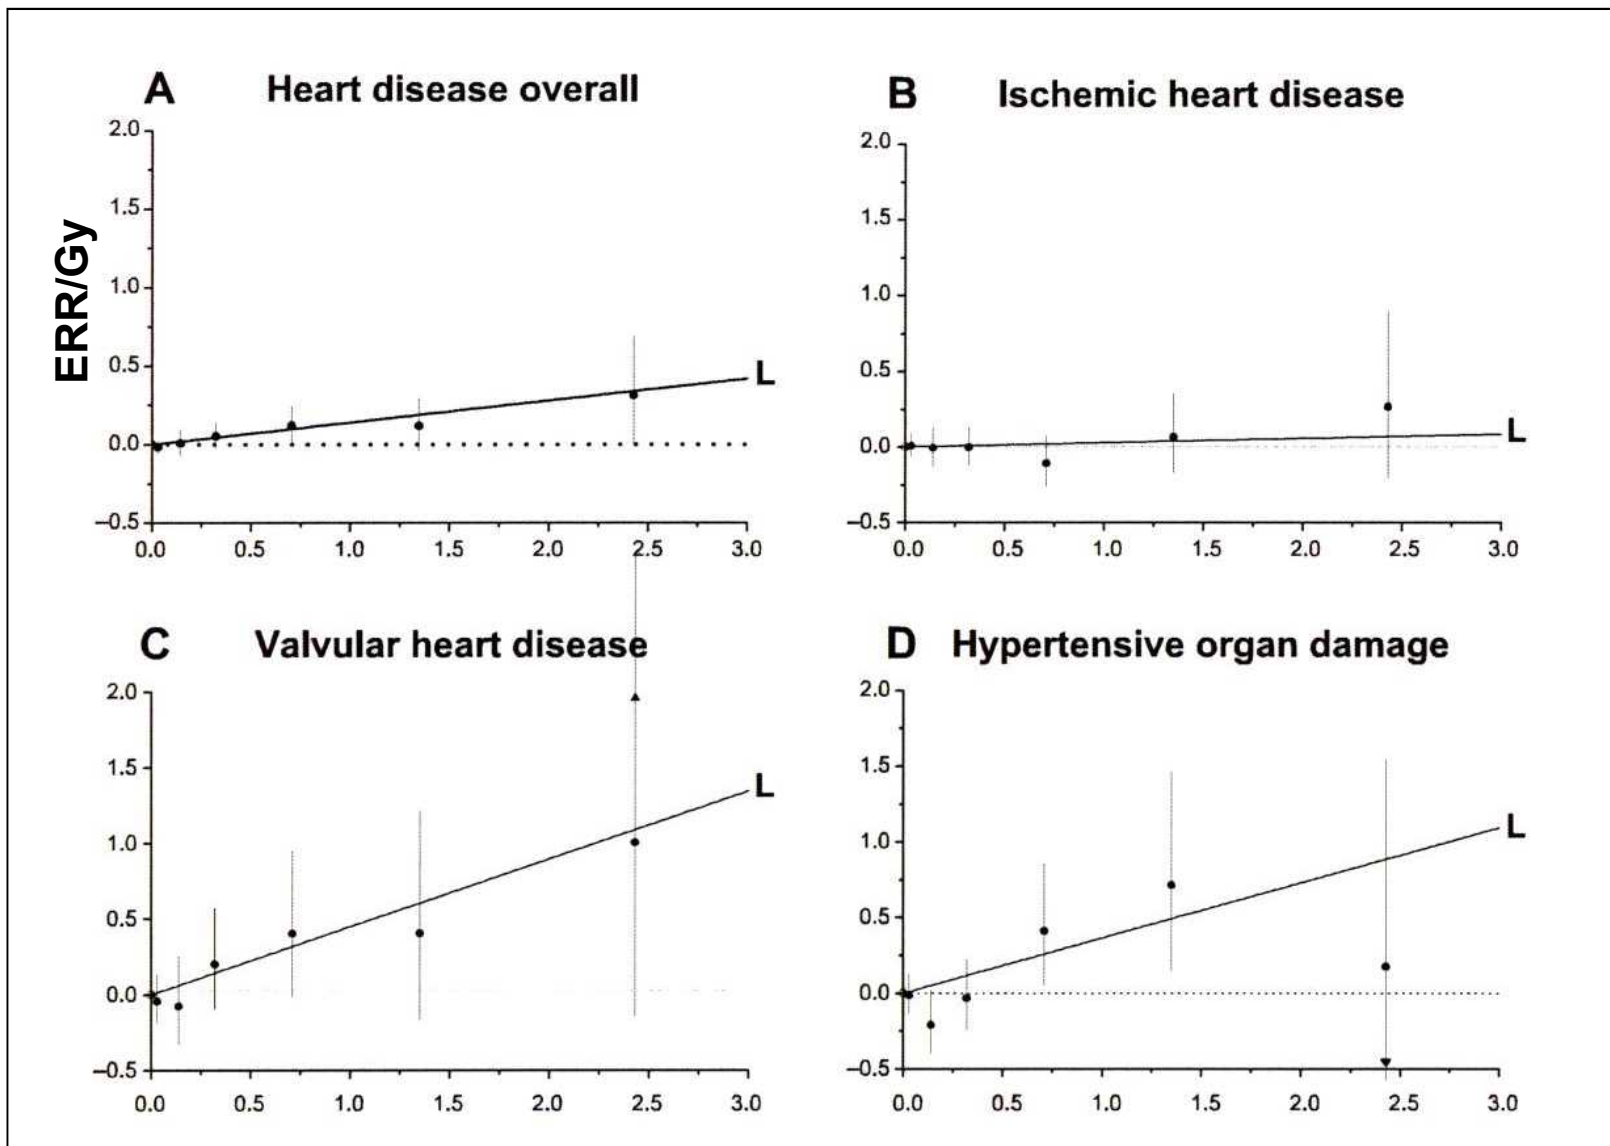 A Heart disease overall
ERR/Gy
2.0
1.5
1.0
0.5
0.0
–0.5
0.0 0.5 1.0 1.5 2.0 2.5 3.0
L
B Ischemic heart disease
2.0
1.5
1.0
0.5
0.0
–0.5
0.0 0.5 1.0 1.5 2.0 2.5 3.0
L
C Valvular heart disease
2.0
1.5
1.0
0.5
0.0
–0.5
0.0 0.5 1.0 1.5 2.0 2.5 3.0
L
D Hypertensive organ damage
2.0
1.5
1.0
0.5
0.0
–0.5
0.0 0.5 1.0 1.5 2.0 2.5 3.0
L